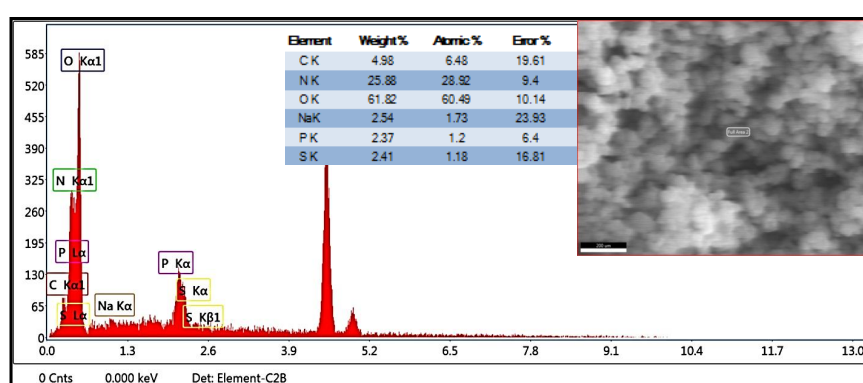 Element Weight% Atomic % Error %
C K 4.98 6.48 19.61
N K 25.88 28.92 9.4
O K 61.82 60.49 10.14
NaK 2.54 1.73 23.93
P K 2.37 1.2 6.4
S K 2.41 1.18 16.81
Full Area 1
200 µm
585
520
455
390
325
260
195
130
65
0
O Kα1
N Kα1
P Lα
C Kα1
S Lα
Na Kα
P Kα
S Kα
S Kβ1
0.0 1.3 2.6 3.9 5.2 6.5 7.8 9.1 10.4 11.7 13.0
0 Cnts 0.000 keV Det: Element-C2B